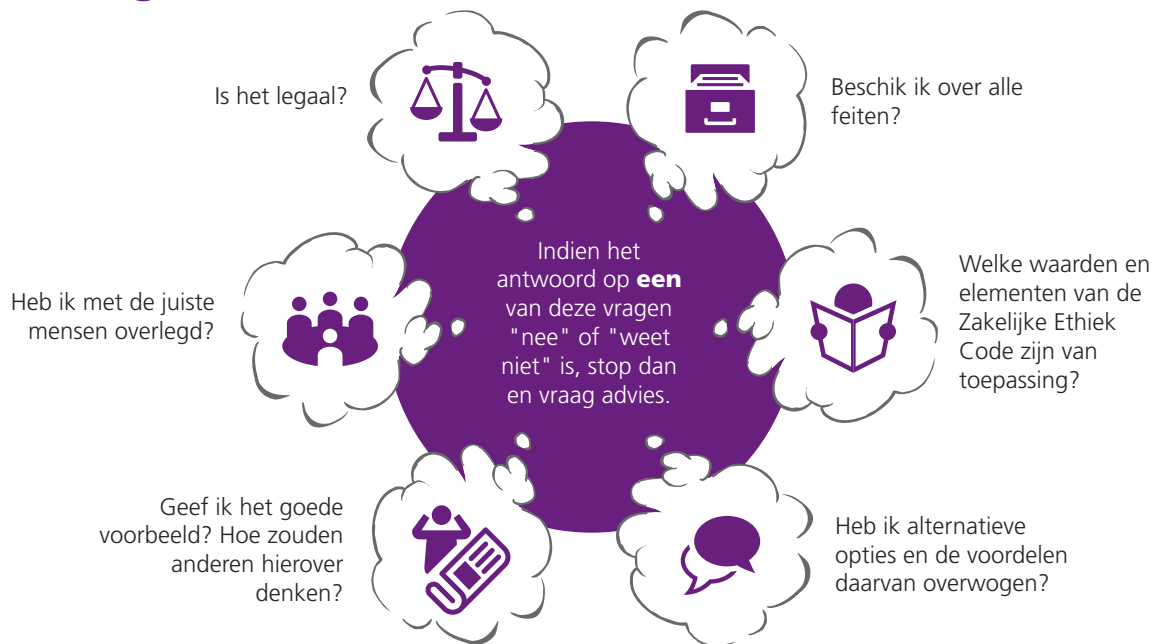 Is het legaal?
Beschik ik over alle
feiten?
Indien het
antwoord op een
van deze vragen
"nee" of "weet
niet" is, stop dan
en vraag advies.
Heb ik met de juiste
mensen overlegd?
Welke waarden en
elementen van de
Zakelijke Ethiek
Code zijn van
toepassing?
Geef ik het goede
voorbeeld? Hoe zouden
anderen hierover
denken?
Heb ik alternatieve
opties en de voordelen
daarvan overwogen?